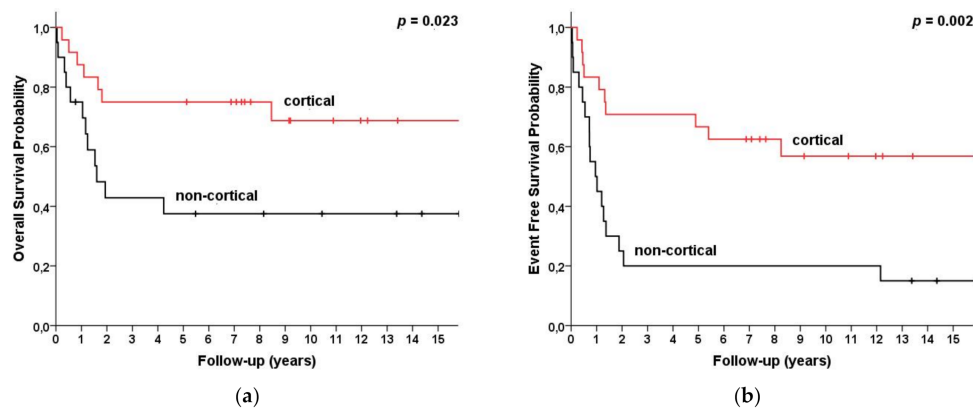 p = 0.023
1,0
0,8
0,6
0,4
0,2
0,0
Overall Survival Probability
cortical
non-cortical
0 1 2 3 4 5 6 7 8 9 10 11 12 13 14 15
Follow-up (years)
(a)
p = 0.002
1,0
0,8
0,6
0,4
0,2
0,0
Event Free Survival Probability
cortical
non-cortical
0 1 2 3 4 5 6 7 8 9 10 11 12 13 14 15
Follow-up (years)
(b)